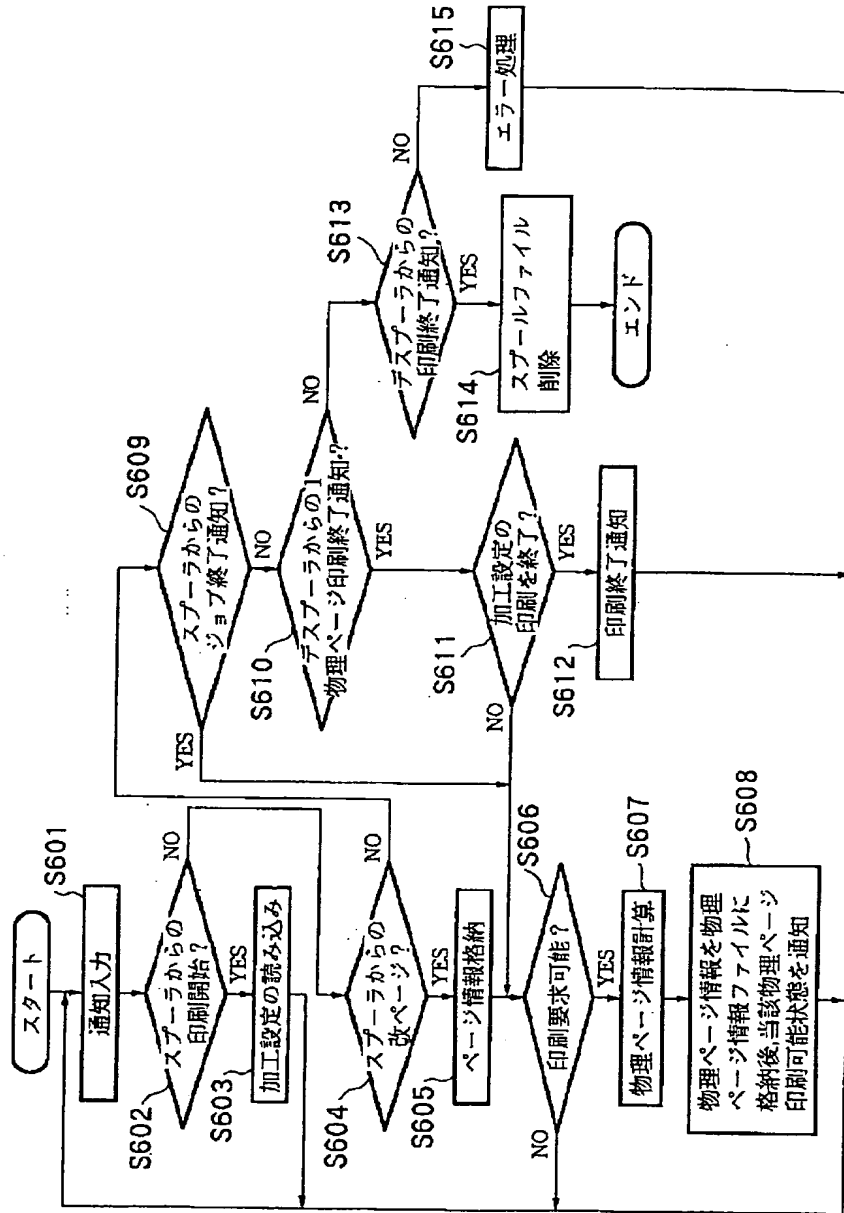 スタート
S601
通知入力
S602
スプーラからの
印刷開始?
NO
YES
S603
加工設定の読み込み
S604
スプーラからの
改ページ?
NO
YES
S605
ページ情報格納
S606
印刷要求可能?
NO
YES
S607
物理ページ情報計算
S608
物理ページ情報を物理
ページ情報ファイルに
格納後,当該物理ページ
印刷可能状態を通知
S609
スプーラからの
ジョブ終了通知?
YES
NO
S610
デスプーラからの1
物理ページ印刷終了通知?
NO
YES
S611
加工設定の
印刷を終了?
NO
YES
S612
印刷終了通知
S613
デスプーラからの
印刷終了通知?
NO
YES
S614
スプールファイル
削除
エンド
S615
エラー処理